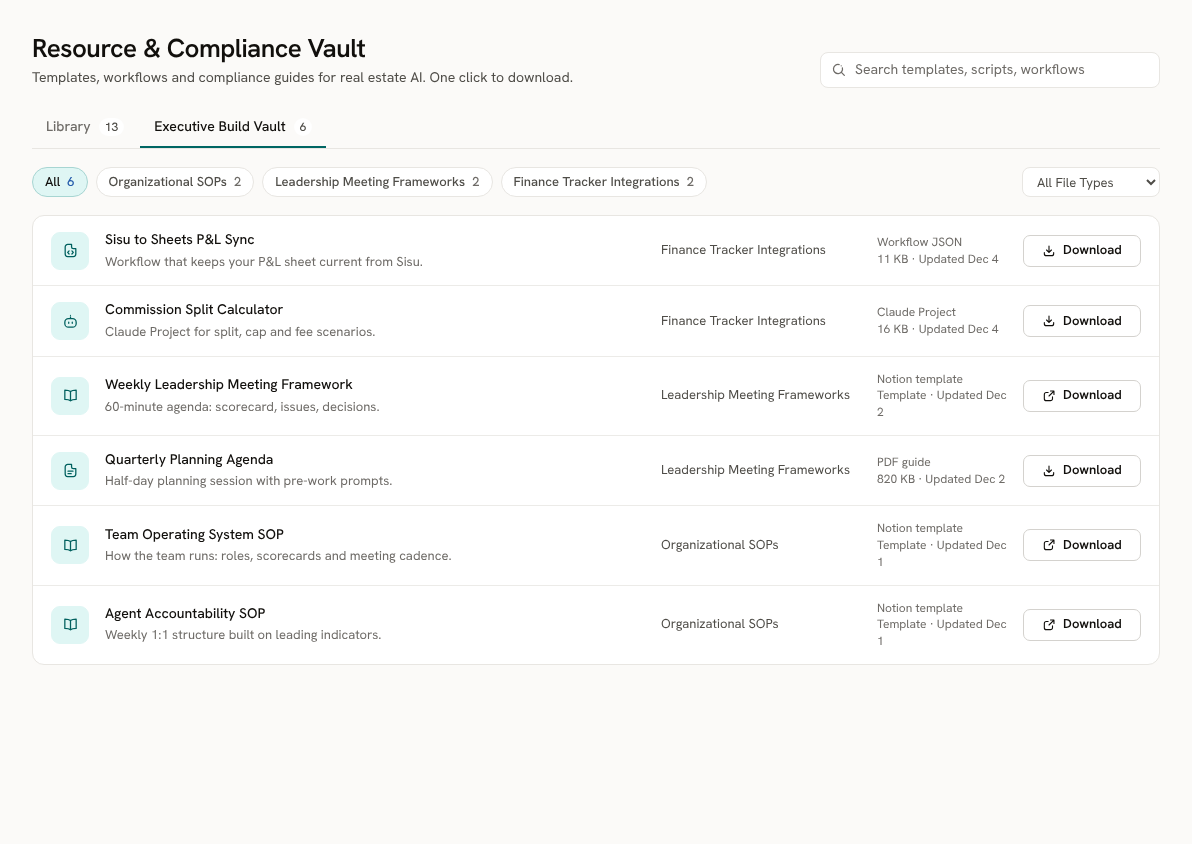 Resource & Compliance Vault
Templates, workflows and compliance guides for real estate AI. One click to download.
Search templates, scripts, workflows
Library 13
Executive Build Vault 6
All 6
Organizational SOPs 2
Leadership Meeting Frameworks 2
Finance Tracker Integrations 2
All File Types
Sisu to Sheets P&L Sync
Workflow that keeps your P&L sheet current from Sisu.
Finance Tracker Integrations
Workflow JSON
11 KB · Updated Dec 4
Download
Commission Split Calculator
Claude Project for split, cap and fee scenarios.
Finance Tracker Integrations
Claude Project
16 KB · Updated Dec 4
Download
Weekly Leadership Meeting Framework
60-minute agenda: scorecard, issues, decisions.
Leadership Meeting Frameworks
Notion template
Template · Updated Dec
2
Download
Quarterly Planning Agenda
Half-day planning session with pre-work prompts.
Leadership Meeting Frameworks
PDF guide
820 KB · Updated Dec 2
Download
Team Operating System SOP
How the team runs: roles, scorecards and meeting cadence.
Organizational SOPs
Notion template
Template · Updated Dec
1
Download
Agent Accountability SOP
Weekly 1:1 structure built on leading indicators.
Organizational SOPs
Notion template
Template · Updated Dec
1
Download